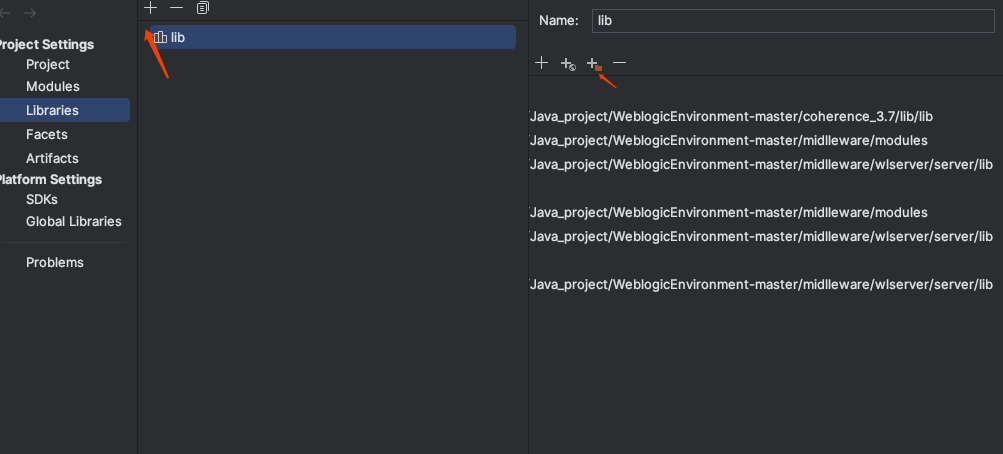 Project Settings
Project
Modules
Libraries
Facets
Artifacts
Platform Settings
SDKs
Global Libraries
Problems
lib
Name: lib
/Java_project/WeblogicEnvironment-master/coherence_3.7/lib/lib
/Java_project/WeblogicEnvironment-master/midlleware/modules
/Java_project/WeblogicEnvironment-master/midlleware/wlserver/server/lib
/Java_project/WeblogicEnvironment-master/midlleware/modules
/Java_project/WeblogicEnvironment-master/midlleware/wlserver/server/lib
/Java_project/WeblogicEnvironment-master/midlleware/wlserver/server/lib